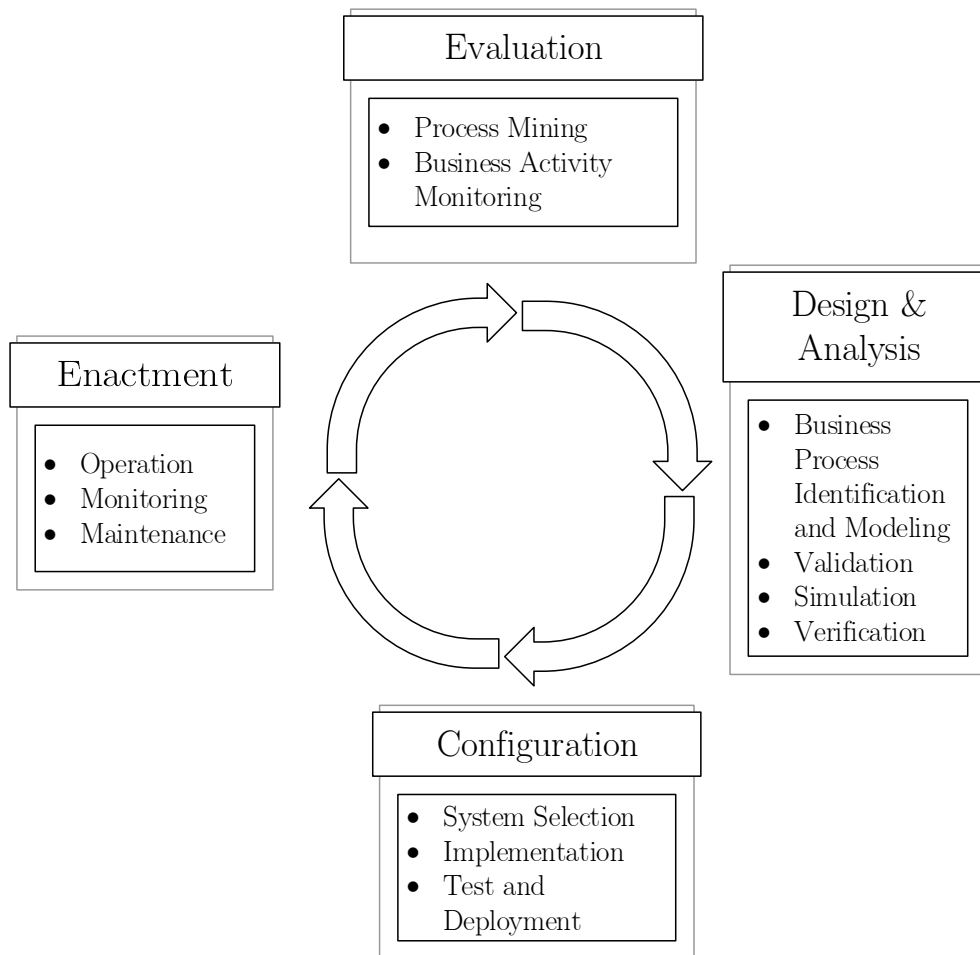 Evaluation
• Process Mining
• Business Activity
Monitoring
Design &
Analysis
• Business
Process
Identification
and Modeling
• Validation
• Simulation
• Verification
Enactment
• Operation
• Monitoring
• Maintenance
Configuration
• System Selection
• Implementation
• Test and
Deployment